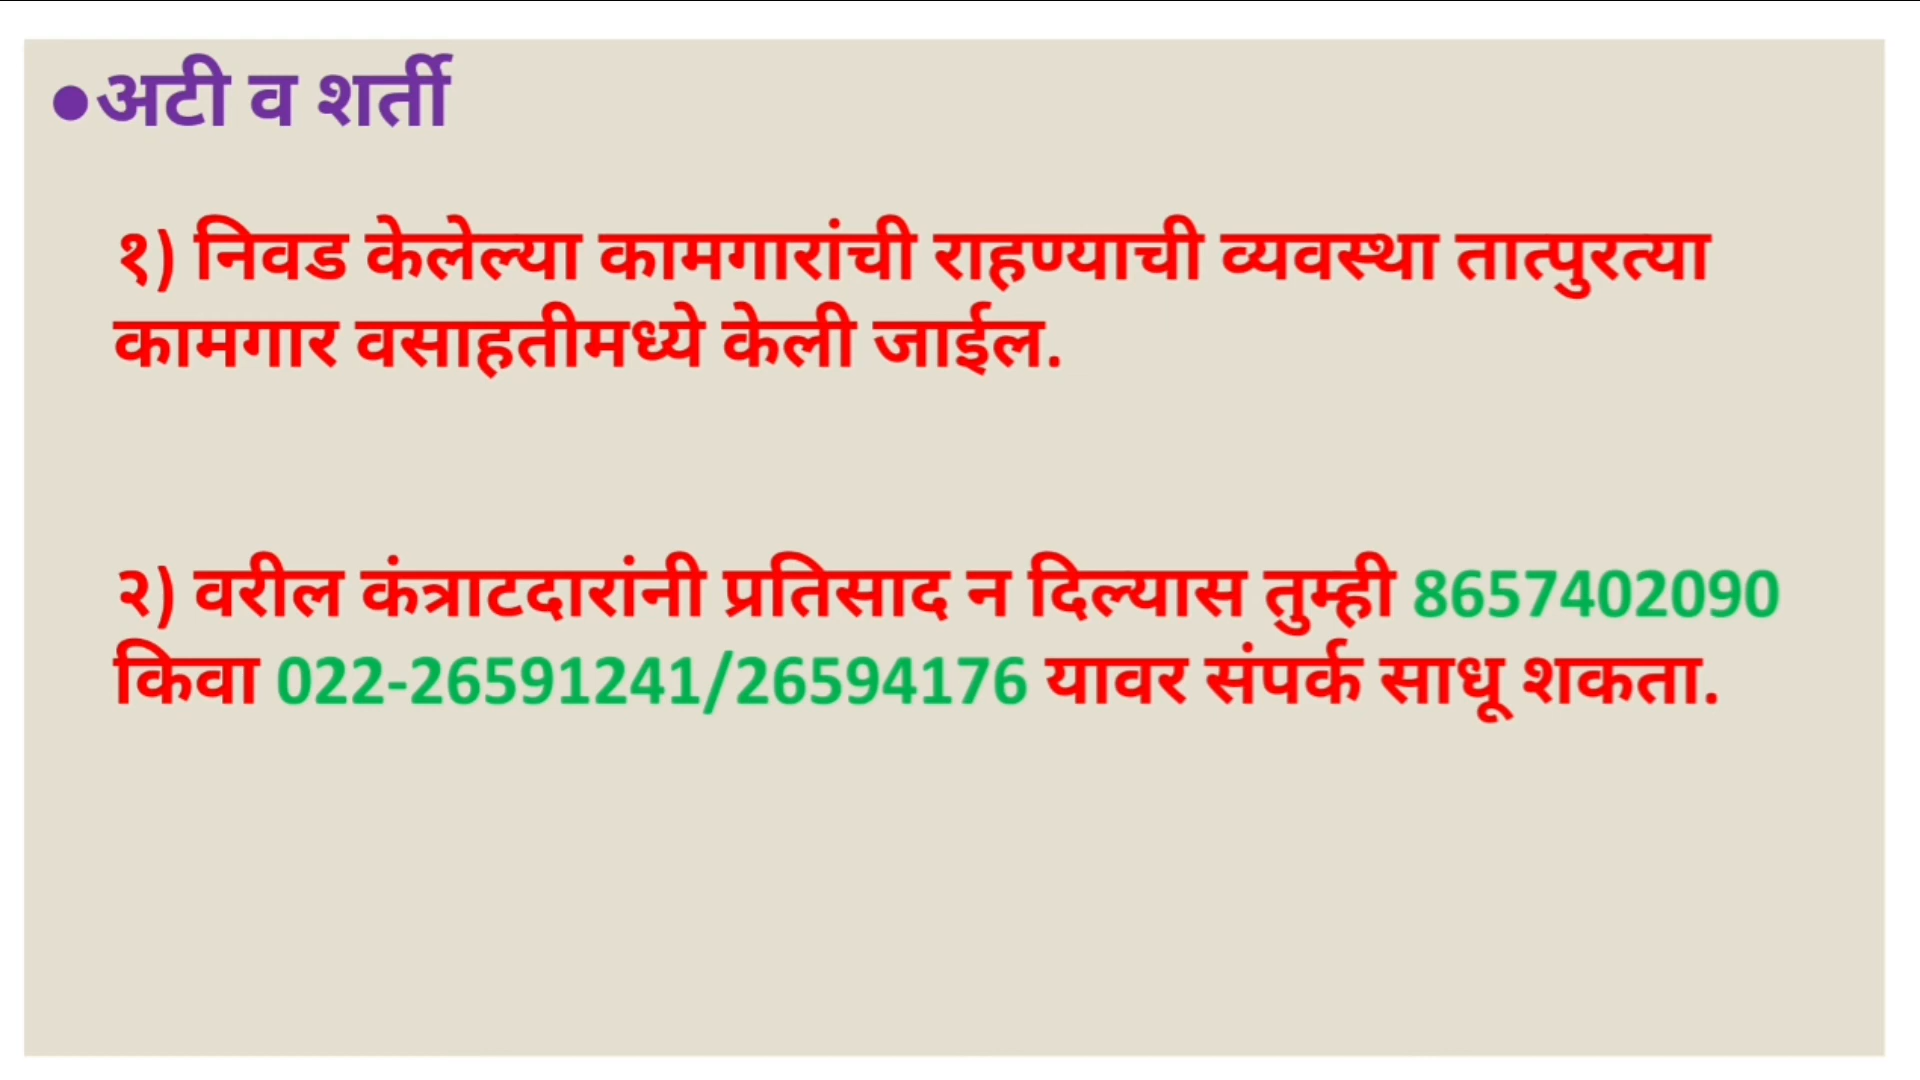 ●अटी व शर्ती
१) निवड केलेल्या कामगारांची राहण्याची व्यवस्था तात्पुरत्या
कामगार वसाहतीमध्ये केली जाईल.
२) वरील कंत्राटदारांनी प्रतिसाद न दिल्यास तुम्ही 8657402090
किवा 022-26591241/26594176 यावर संपर्क साधू शकता.